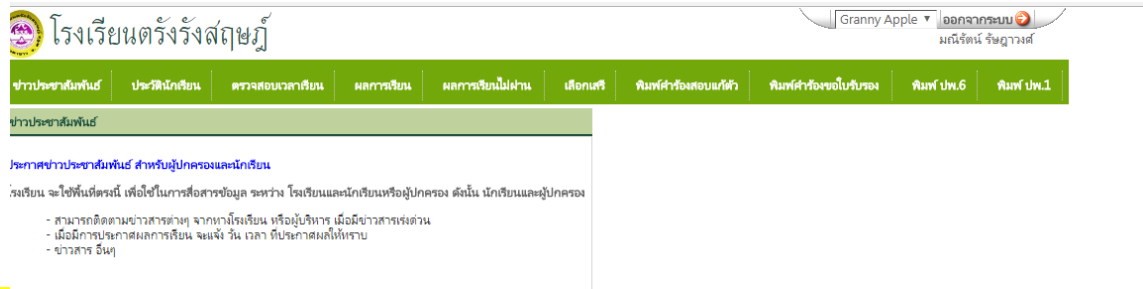 โรงเรียนตรังรังสฤษฎ์
Granny Apple ออกจากระบบ
มณีรัตน์ รัษฎาวงศ์
ข่าวประชาสัมพันธ์ ประวัตินักเรียน ตรวจสอบเวลาเรียน ผลการเรียน ผลการเรียนไม่ผ่าน เลือกเสรี พิมพ์คำร้องสอบแก้ตัว พิมพ์คำร้องขอใบรับรอง พิมพ์ ปพ.6 พิมพ์ ปพ.1
ข่าวประชาสัมพันธ์
ประกาศข่าวประชาสัมพันธ์ สำหรับผู้ปกครองและนักเรียน
โรงเรียน จะใช้พื้นที่ตรงนี้ เพื่อใช้ในการสื่อสารข้อมูล ระหว่าง โรงเรียนและนักเรียนหรือผู้ปกครอง ดังนั้น นักเรียนและผู้ปกครอง
- สามารถติดตามข่าวสารต่างๆ จากทางโรงเรียน หรือผู้บริหาร เมื่อมีข่าวสารเร่งด่วน
- เมื่อมีการประกาศผลการเรียน จะแจ้ง วัน เวลา ที่ประกาศผลให้ทราบ
- ข่าวสาร อื่นๆ